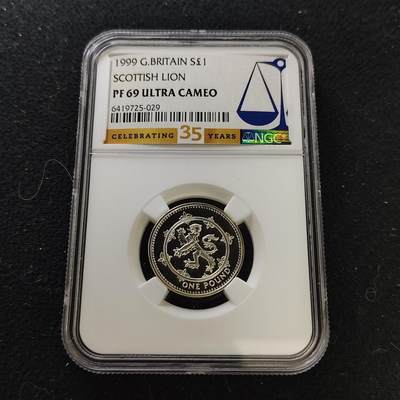 1999 G.BRITAIN S£1
SCOTTISH LION
PF 69 ULTRA CAMEO
6419725-029
CELEBRATING 35 YEARS
NGC
ONE POUND